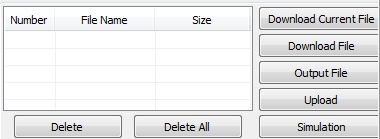 Number File Name Size
Download Current File
Download File
Output File
Upload
Delete Delete All Simulation